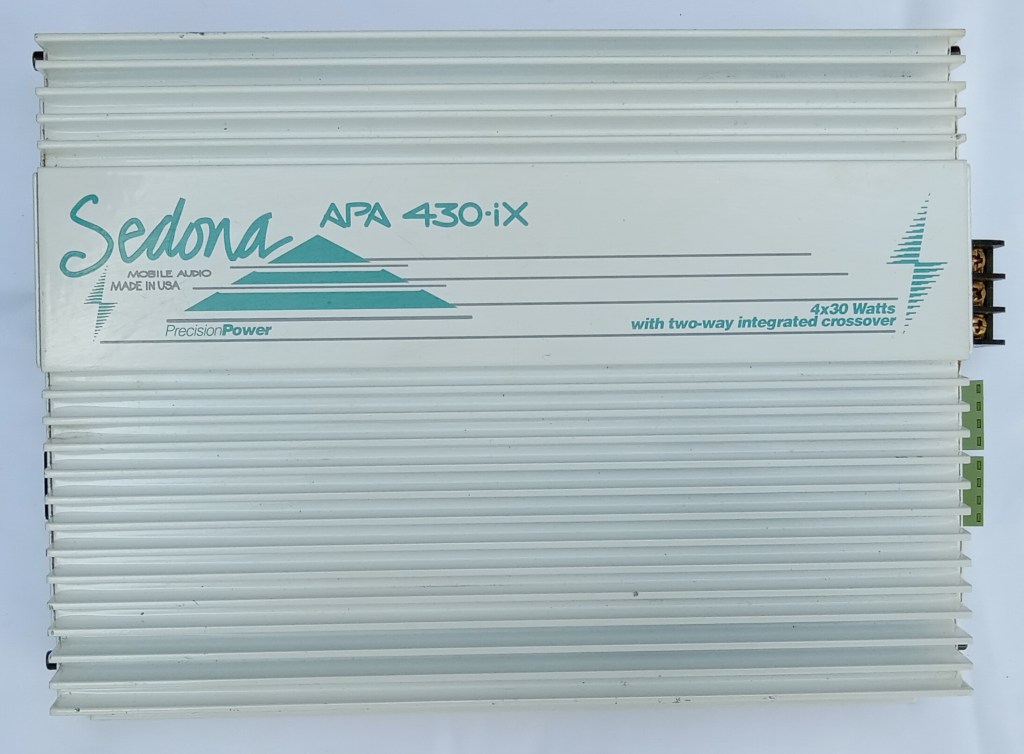 Sedona
APA 430·iX
MOBILE AUDIO
MADE IN USA
PrecisionPower
4x30 Watts
with two-way integrated crossover